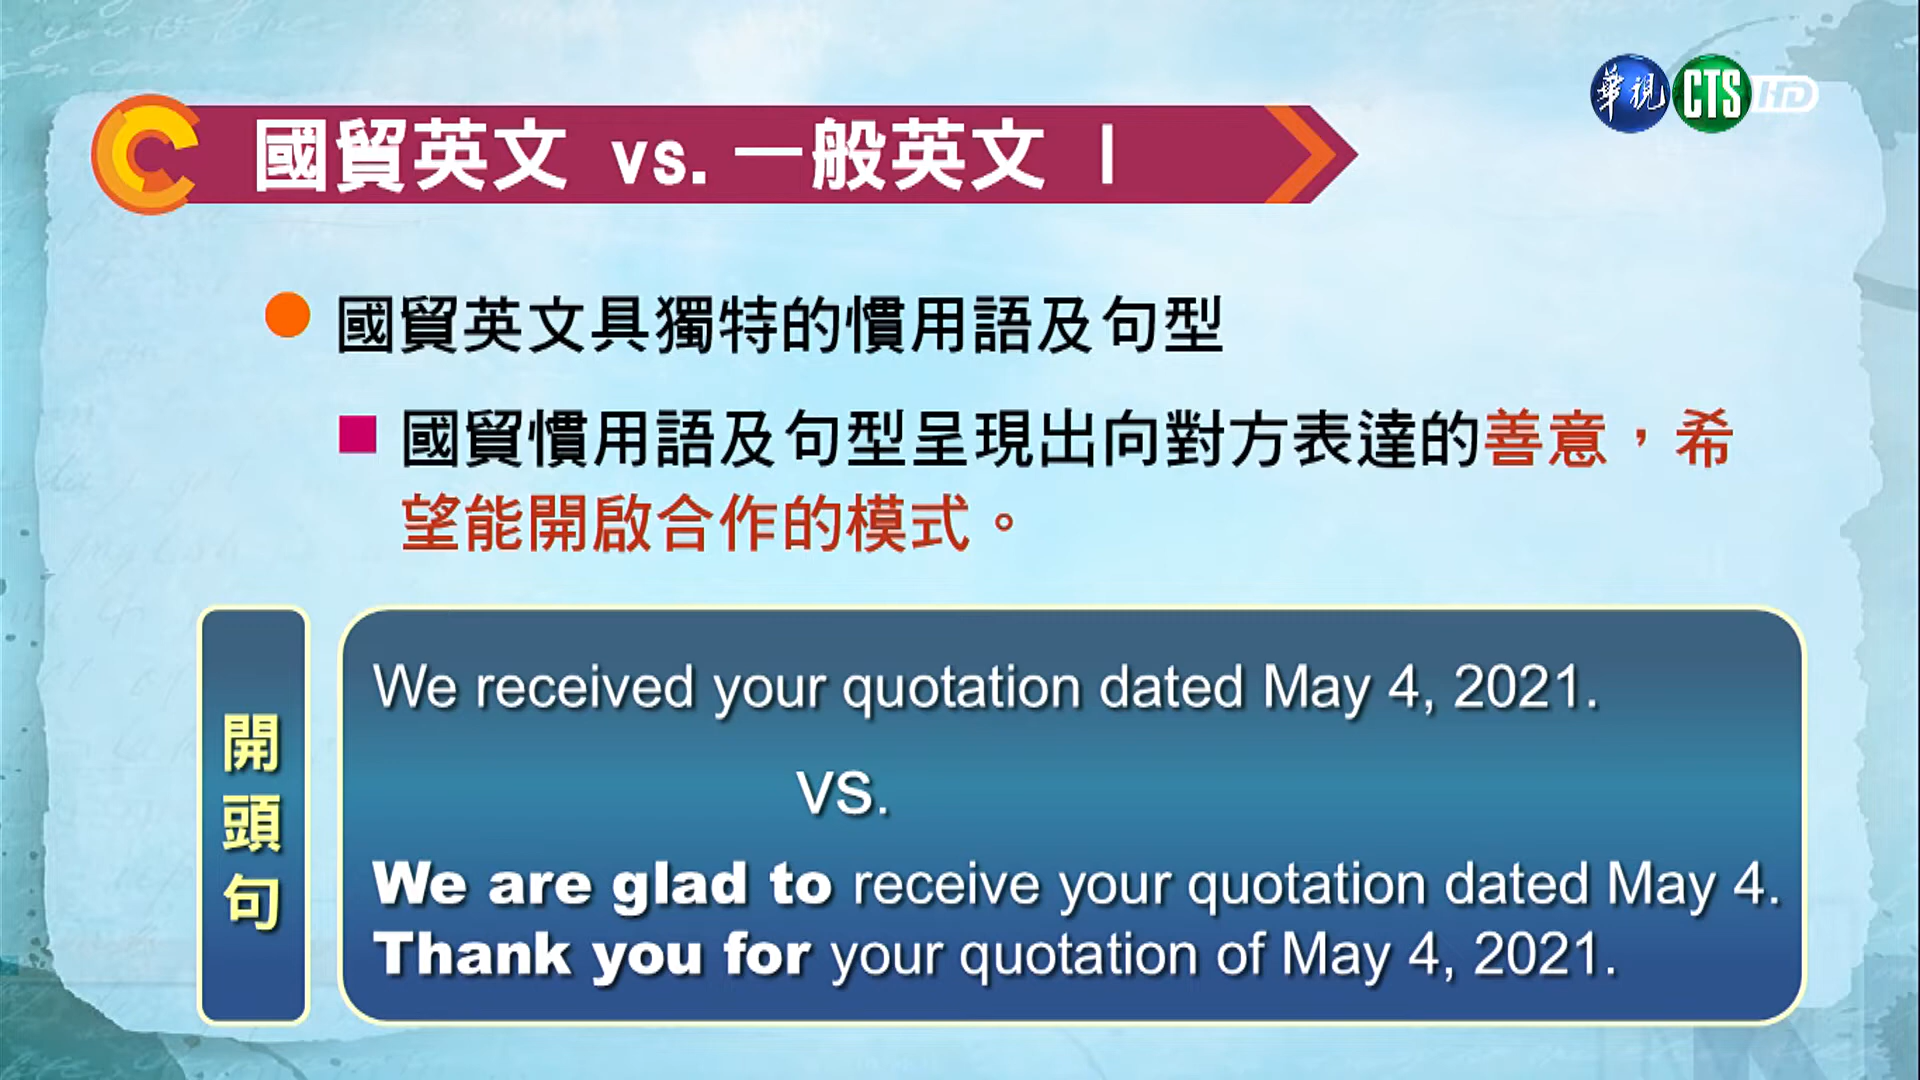 華視 CTS HD
國貿英文 vs. 一般英文 I
國貿英文具獨特的慣用語及句型
國貿慣用語及句型呈現出向對方表達的善意，希
望能開啟合作的模式。
開頭句
We received your quotation dated May 4, 2021.
VS.
We are glad to receive your quotation dated May 4.
Thank you for your quotation of May 4, 2021.